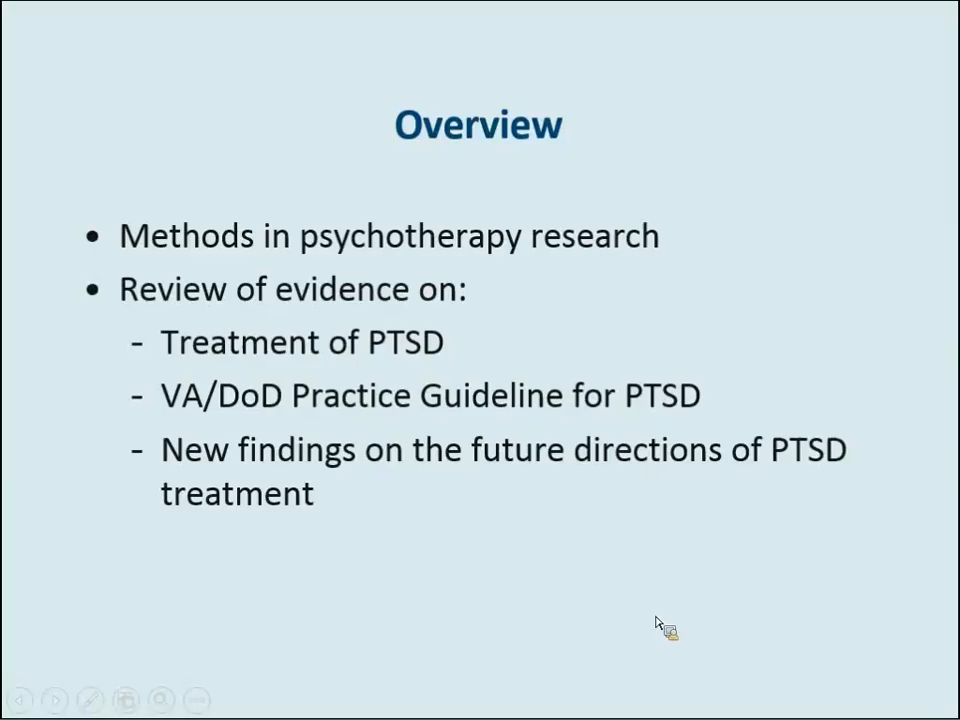 Overview
• Methods in psychotherapy research
• Review of evidence on:
- Treatment of PTSD
- VA/DoD Practice Guideline for PTSD
- New findings on the future directions of PTSD
treatment